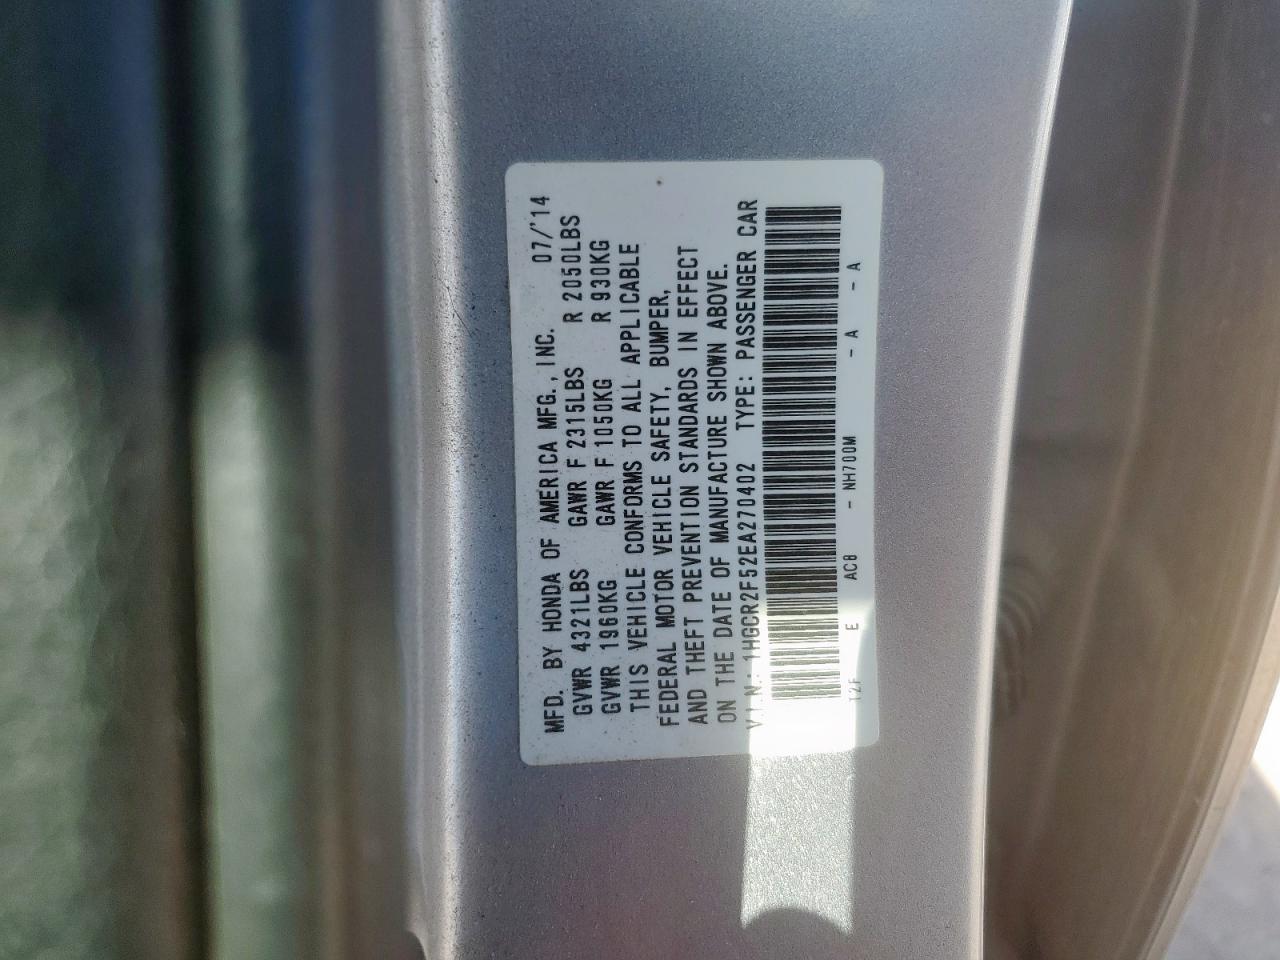 MFD. BY HONDA OF AMERICA MFG., INC. 07/'14
GVWR 4321LBS GAWR F 2315LBS R 2050LBS
GVWR 1960KG GAWR F 1050KG R 930KG
THIS VEHICLE CONFORMS TO ALL APPLICABLE
FEDERAL MOTOR VEHICLE SAFETY, BUMPER,
AND THEFT PREVENTION STANDARDS IN EFFECT
ON THE DATE OF MANUFACTURE SHOWN ABOVE.
V.I.N.: 1HGCR2F52EA270402 TYPE: PASSENGER CAR
T2F E AC8 - NH700M - A - A